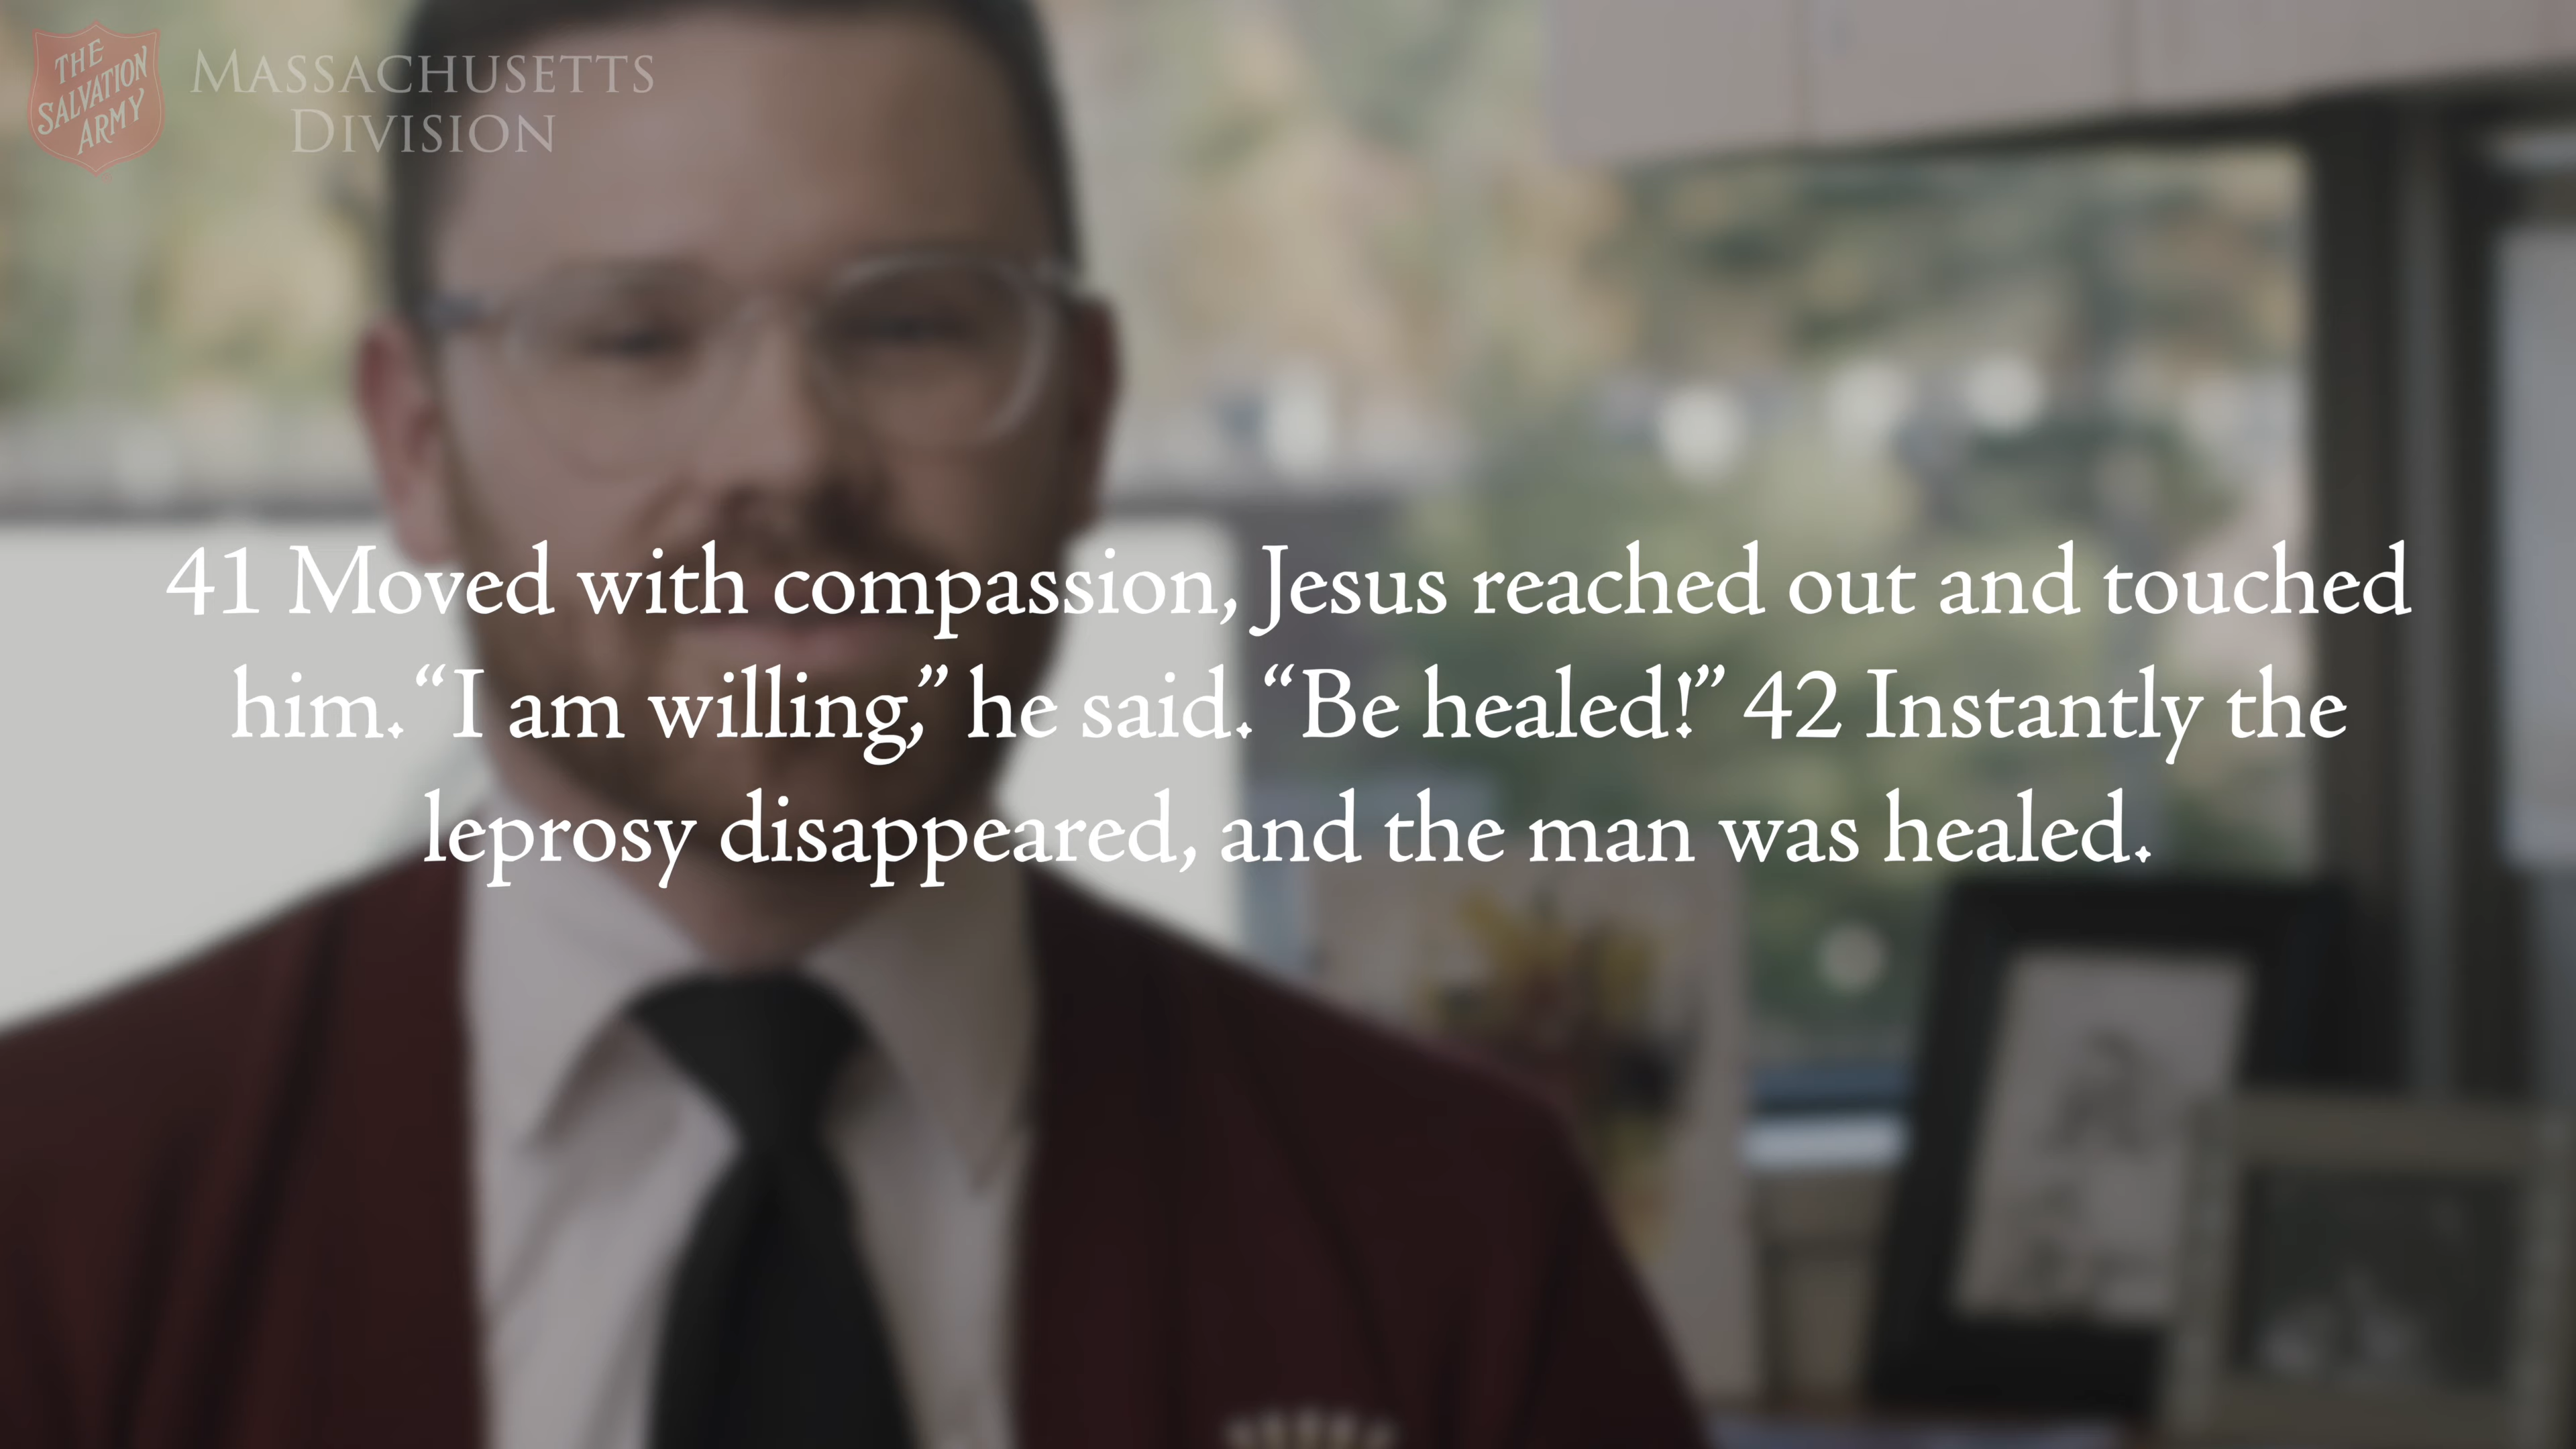 THE
SALVATION
ARMY
MASSACHUSETTS
DIVISION
41 Moved with compassion, Jesus reached out and touched
him. “I am willing,” he said. “Be healed!” 42 Instantly the
leprosy disappeared, and the man was healed.